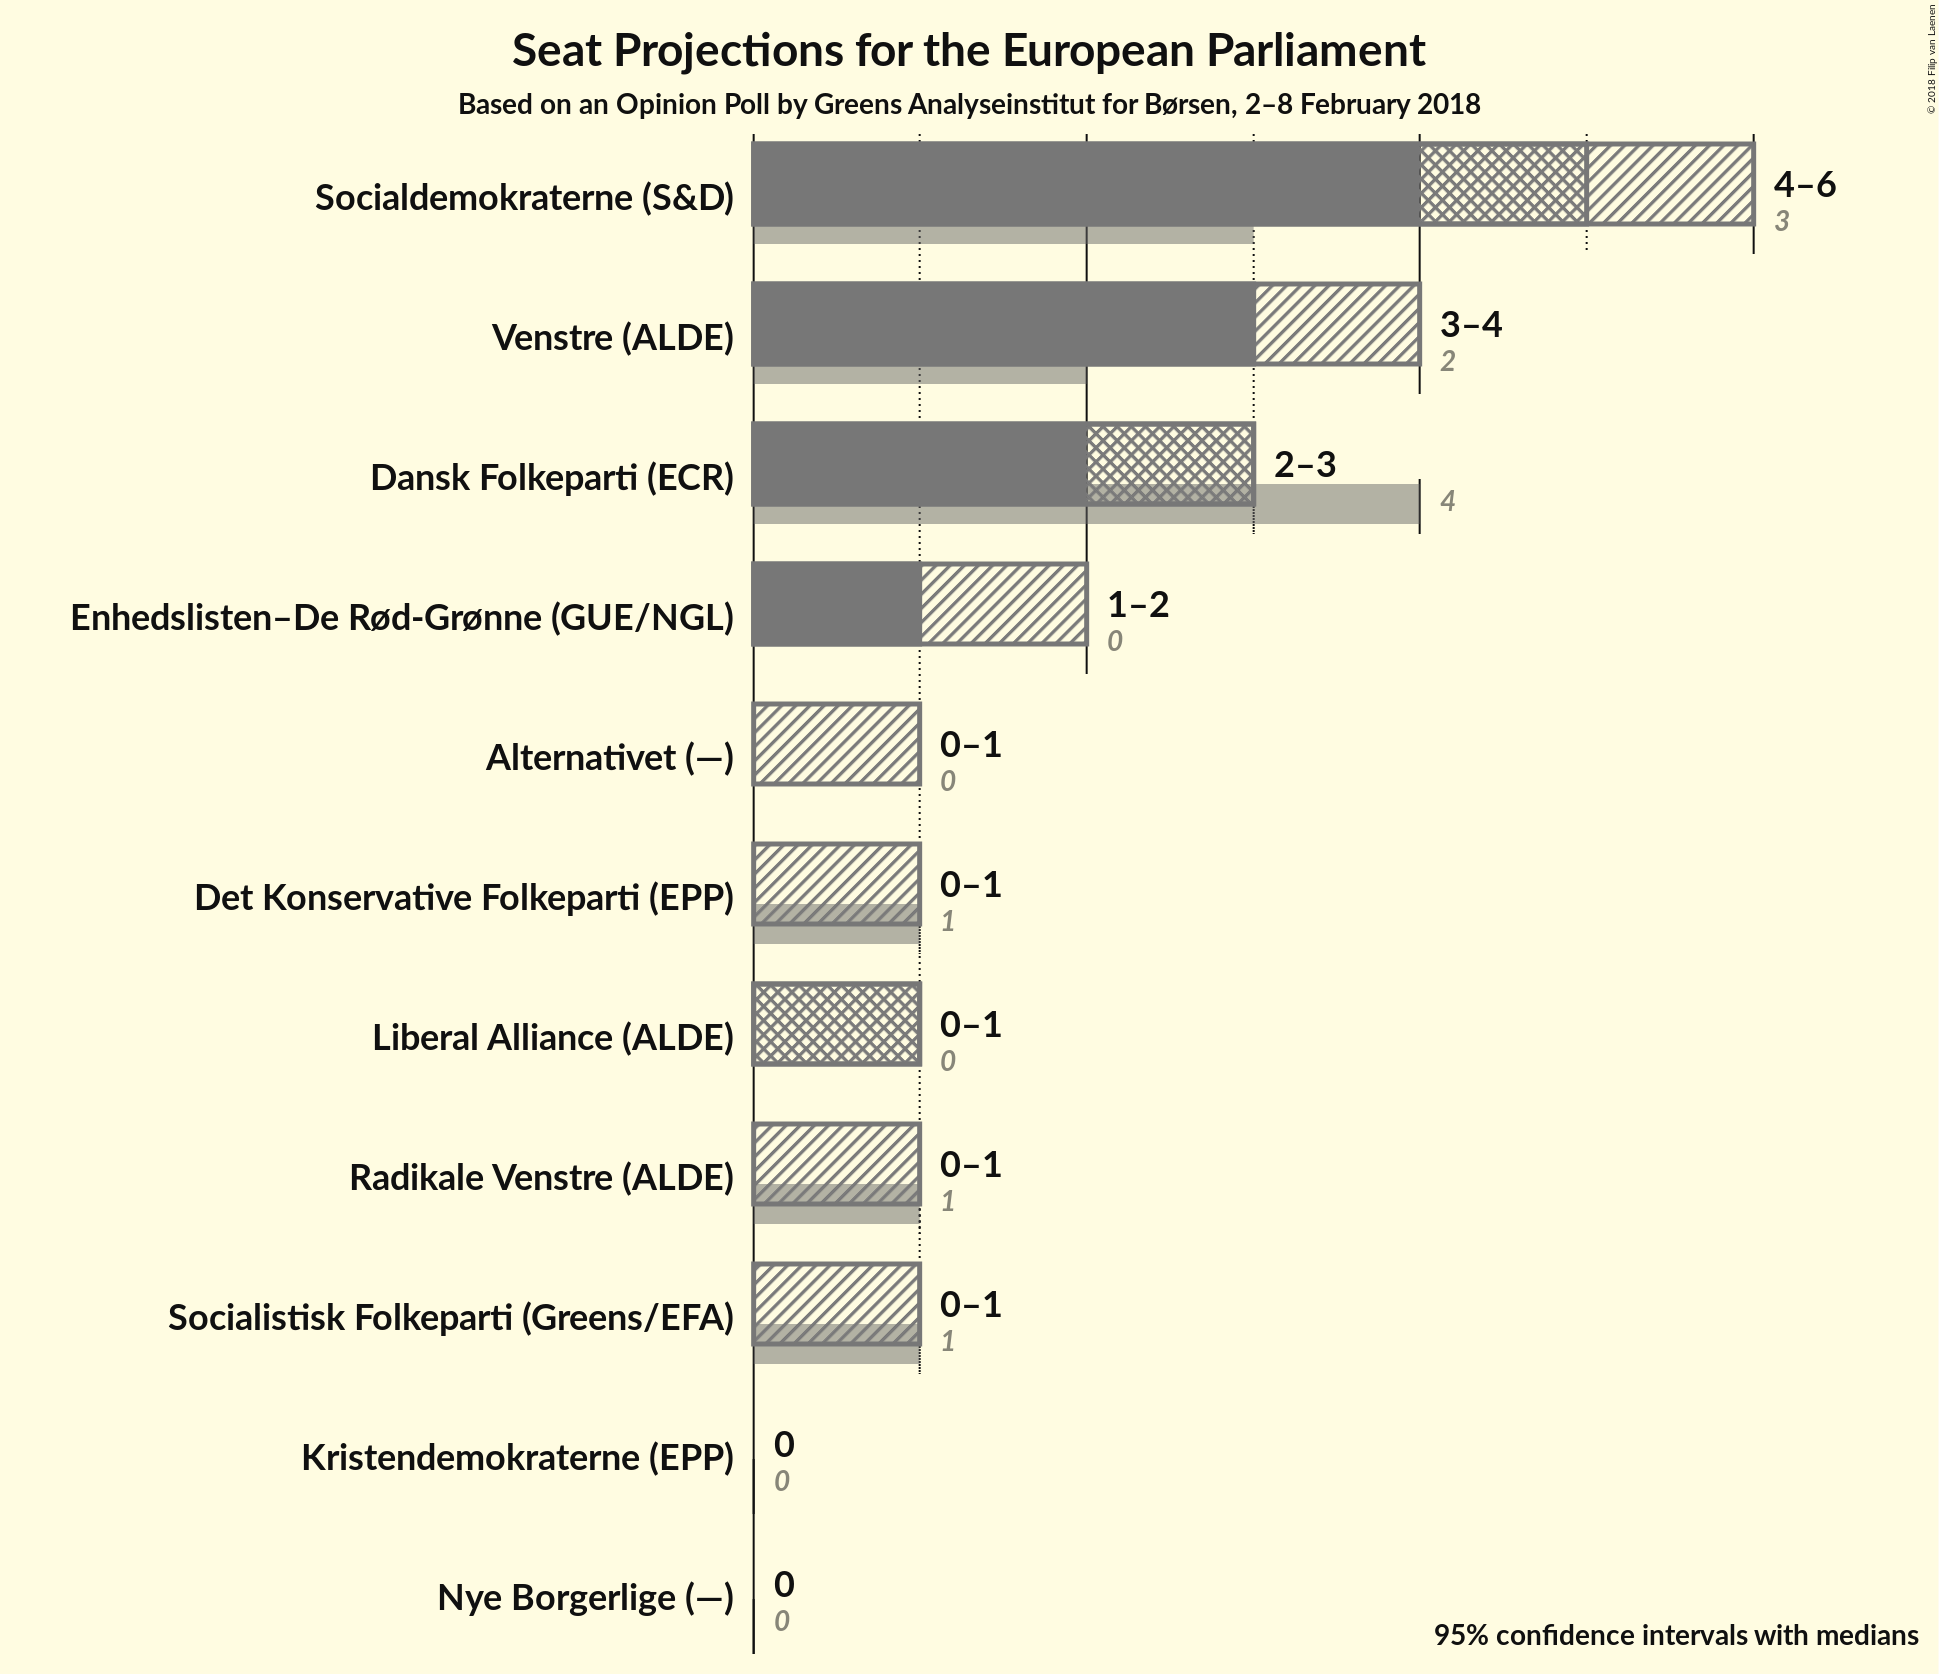 Seat Projections for the European Parliament
Based on an Opinion Poll by Greens Analyseinstitut for Børsen, 2–8 February 2018
© 2018 Filip van Laenen
Socialdemokraterne (S&D)
4–6
3
Venstre (ALDE)
3–4
2
Dansk Folkeparti (ECR)
2–3
4
Enhedslisten–De Rød-Grønne (GUE/NGL)
1–2
0
Alternativet (—)
0–1
0
Det Konservative Folkeparti (EPP)
0–1
1
Liberal Alliance (ALDE)
0–1
0
Radikale Venstre (ALDE)
0–1
1
Socialistisk Folkeparti (Greens/EFA)
0–1
1
Kristendemokraterne (EPP)
0
0
Nye Borgerlige (—)
0
0
95% confidence intervals with medians